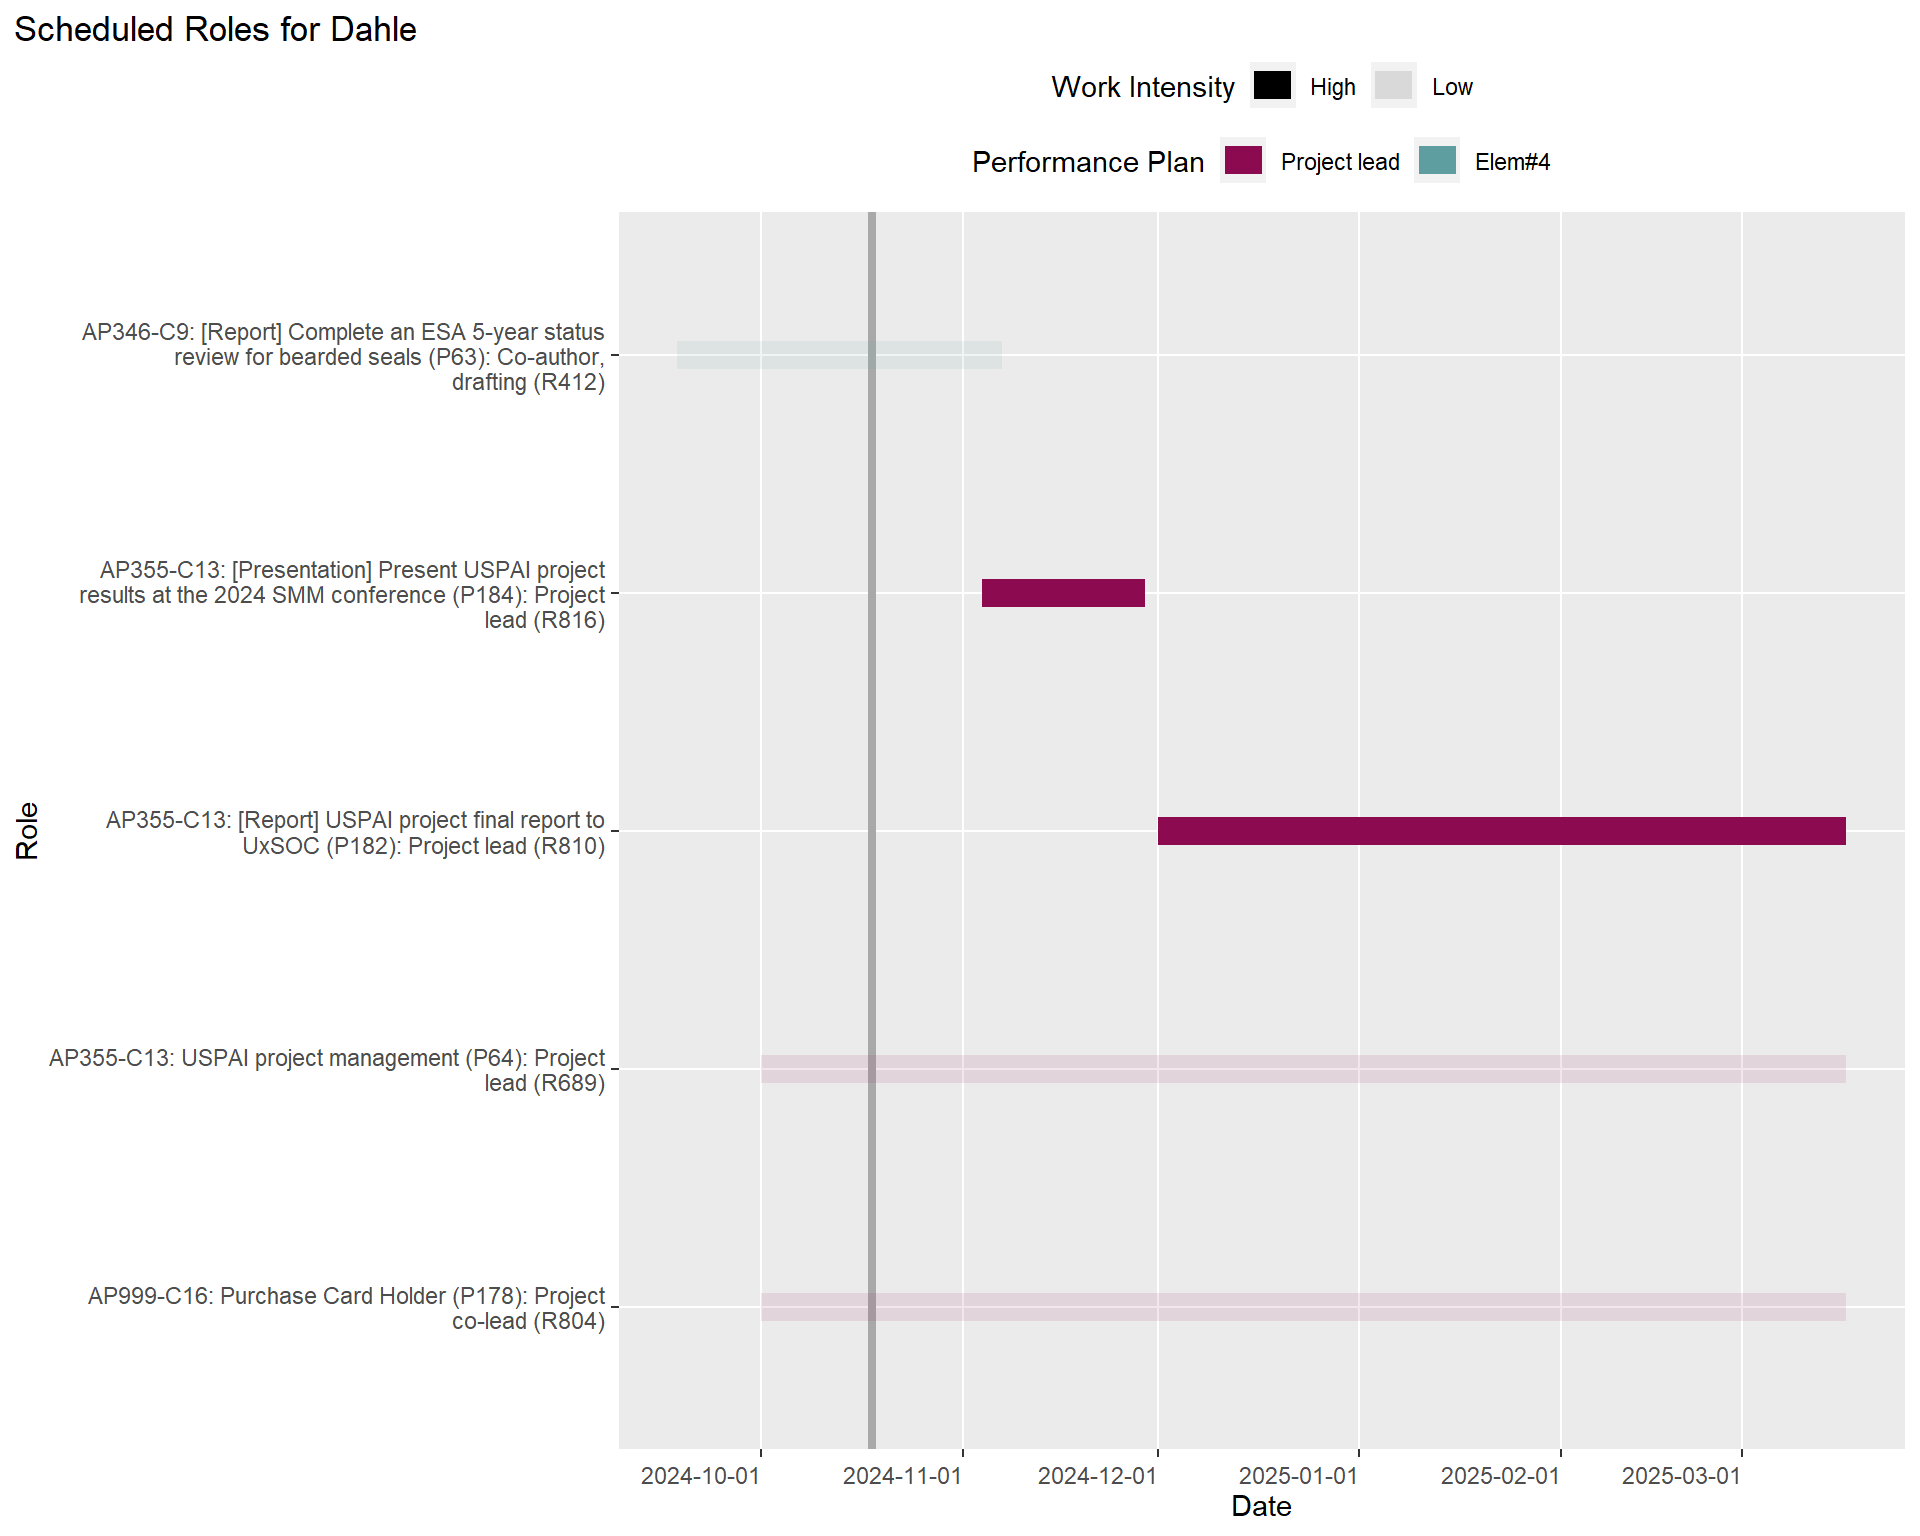 Scheduled Roles for Dahle
Work Intensity High Low
Performance Plan Project lead Elem#4
AP346-C9: [Report] Complete an ESA 5-year status
review for bearded seals (P63): Co-author,
drafting (R412)
AP355-C13: [Presentation] Present USPAI project
results at the 2024 SMM conference (P184): Project
lead (R816)
AP355-C13: [Report] USPAI project final report to
UxSOC (P182): Project lead (R810)
AP355-C13: USPAI project management (P64): Project
lead (R689)
AP999-C16: Purchase Card Holder (P178): Project
co-lead (R804)
Role
2024-10-01 2024-11-01 2024-12-01 2025-01-01 2025-02-01 2025-03-01
Date